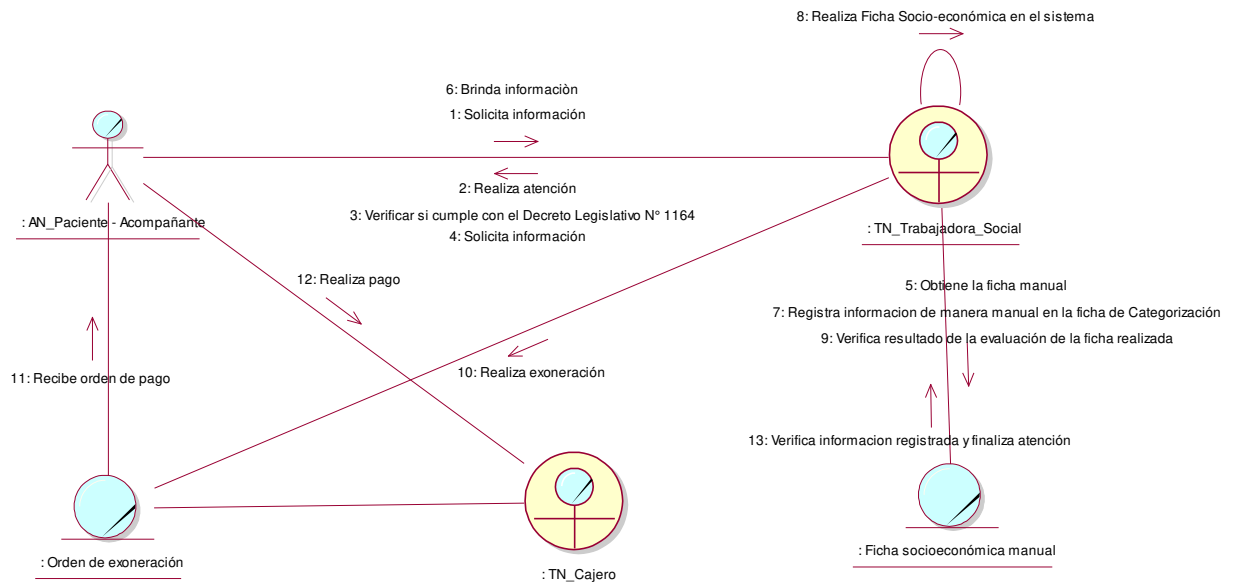 8: Realiza Ficha Socio-económica en el sistema
6: Brinda informaciòn
1: Solicita información
2: Realiza atención
3: Verificar si cumple con el Decreto Legislativo N° 1164
4: Solicita información
: AN_Paciente - Acompañante
: TN_Trabajadora_Social
12: Realiza pago
5: Obtiene la ficha manual
7: Registra informacion de manera manual en la ficha de Categorización
9: Verifica resultado de la evaluación de la ficha realizada
11: Recibe orden de pago
10: Realiza exoneración
13: Verifica informacion registrada y finaliza atención
: Orden de exoneración
: TN_Cajero
: Ficha socioeconómica manual